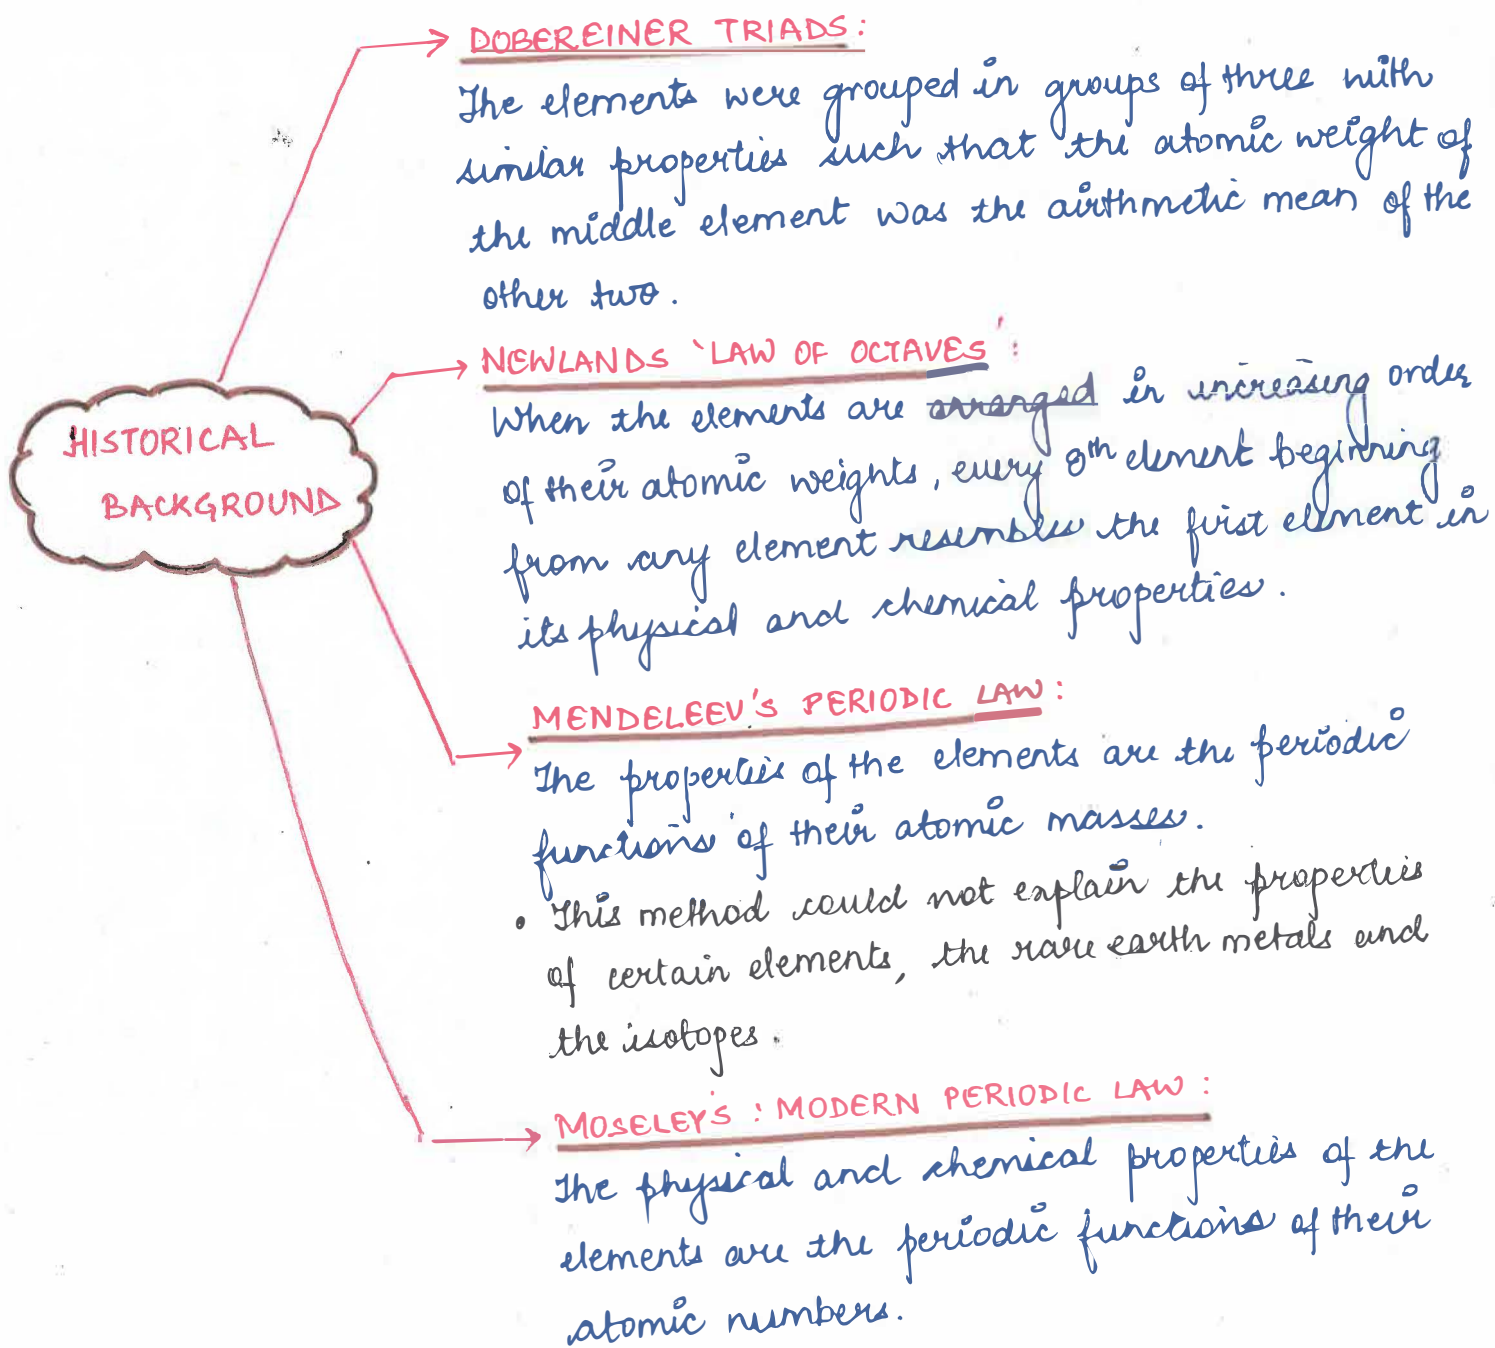 DOBEREINER TRIADS:
The elements were grouped in groups of three with
similar properties such that the atomic weight of
the middle element was the airthmetic mean of the
other two.
NEWLANDS 'LAW OF OCTAVES':
When the elements are arranged in increasing order
of their atomic weights, every 8th element beginning
from any element resembles the first element in
its physical and chemical properties.
HISTORICAL
BACKGROUND
MENDELEEV'S PERIODIC LAW:
The properties of the elements are the periodic
functions of their atomic masses.
• This method could not explain the properties
of certain elements, the rare earth metals and
the isotopes.
MOSELEY'S : MODERN PERIODIC LAW:
The physical and chemical properties of the
elements are the periodic functions of their
atomic numbers.